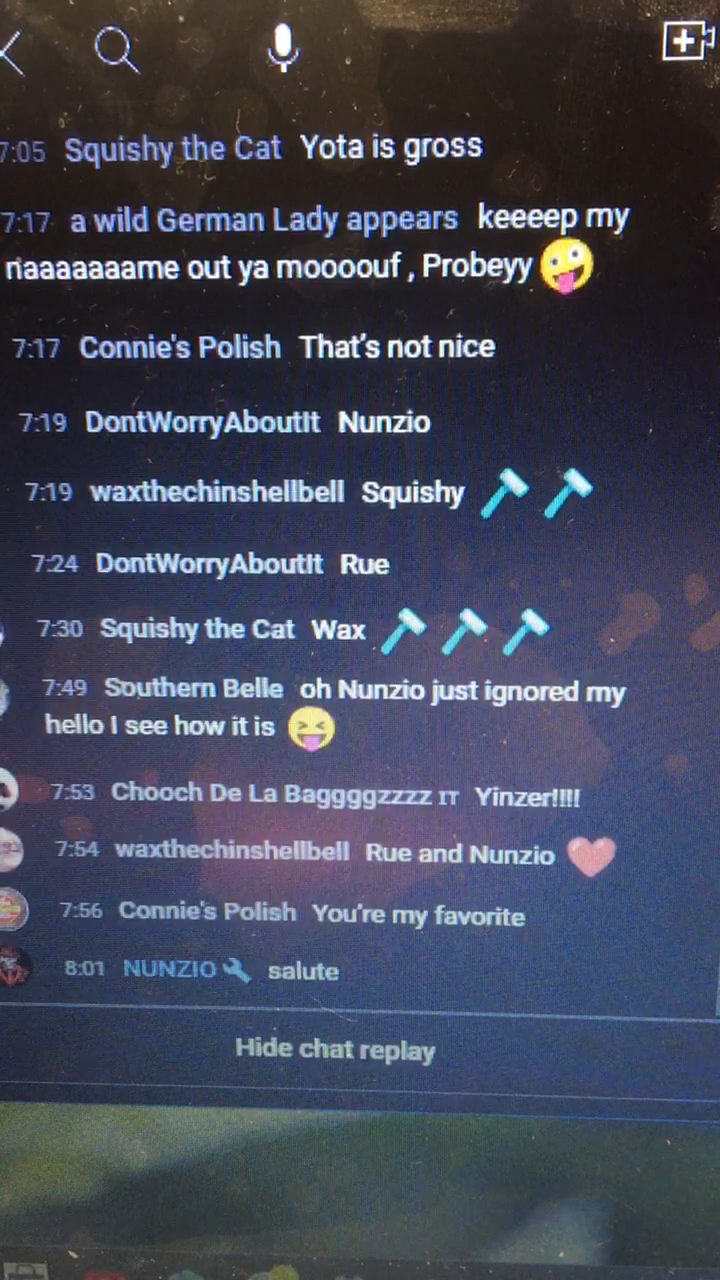 7:05 Squishy the Cat Yota is gross
7:17 a wild German Lady appears keeeep my
naaaaaaame out ya moooouf , Probeyy 🤪
7:17 Connie's Polish That's not nice
7:19 DontWorryAboutIt Nunzio
7:19 waxthechinshellbell Squishy 🪒 🪒
7:24 DontWorryAboutIt Rue
7:30 Squishy the Cat Wax 🪒 🪒 🪒
7:49 Southern Belle oh Nunzio just ignored my
hello I see how it is 😝
7:53 Chooch De La Baggggzzzz IT Yinzer!!!!
7:54 waxthechinshellbell Rue and Nunzio ❤️
7:56 Connie's Polish You're my favorite
8:01 NUNZIO🔧 salute
Hide chat replay